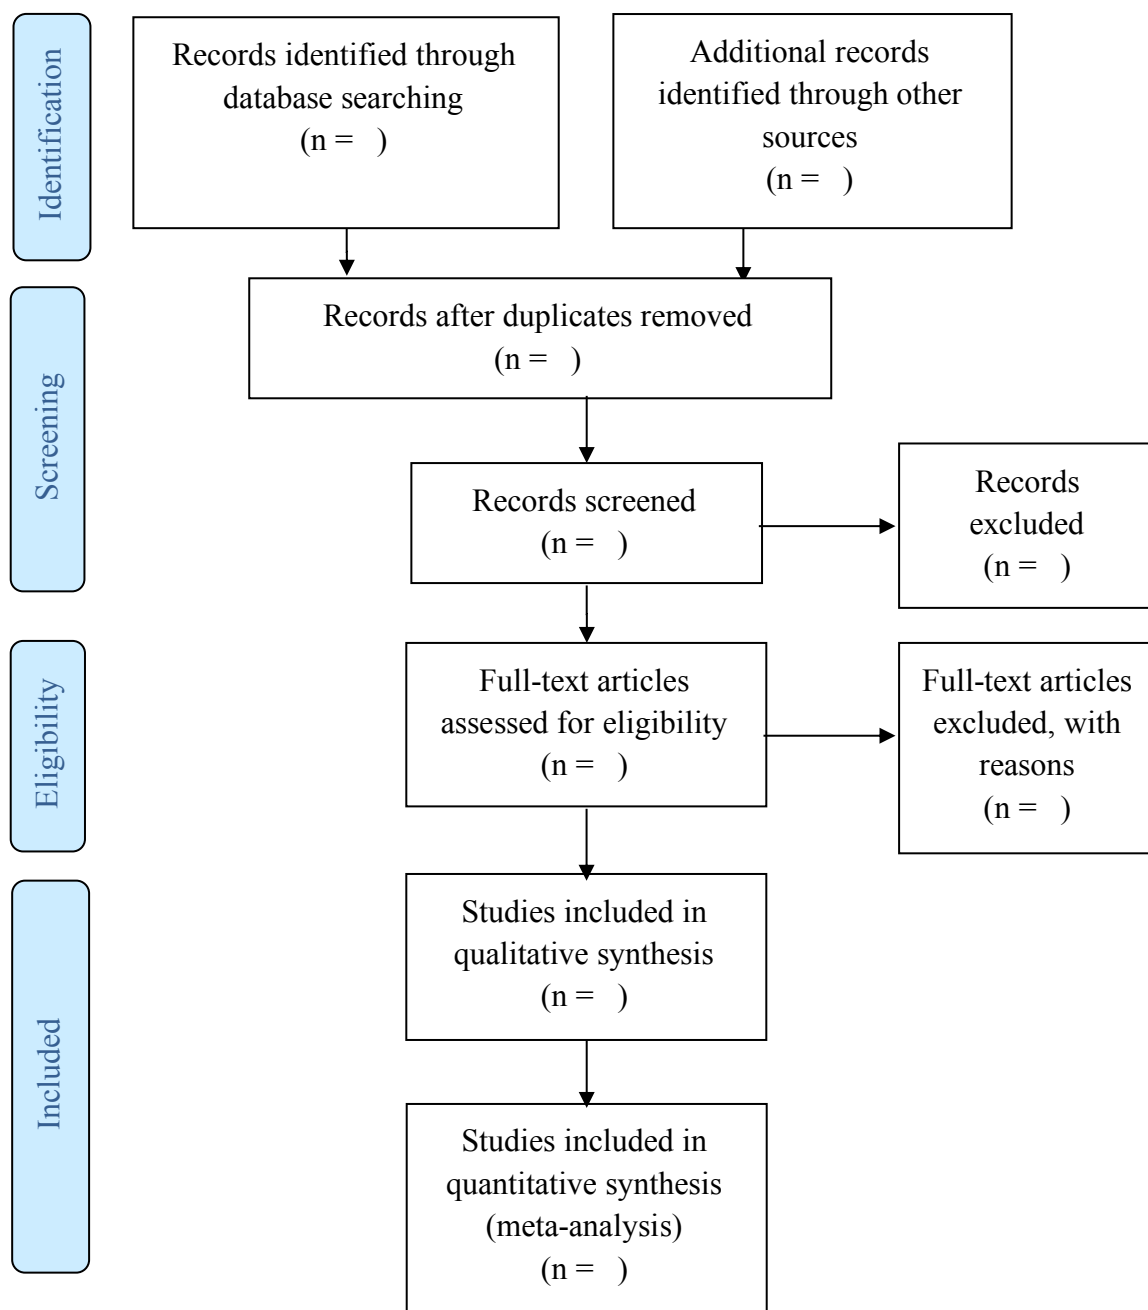 Identification
Records identified through
database searching
(n =   )
Additional records
identified through other
sources
(n =   )
Screening
Records after duplicates removed
(n =   )
Records screened
(n =   )
Records
excluded
(n =   )
Eligibility
Full-text articles
assessed for eligibility
(n =   )
Full-text articles
excluded, with
reasons
(n =   )
Included
Studies included in
qualitative synthesis
(n =   )
Studies included in
quantitative synthesis
(meta-analysis)
(n =   )